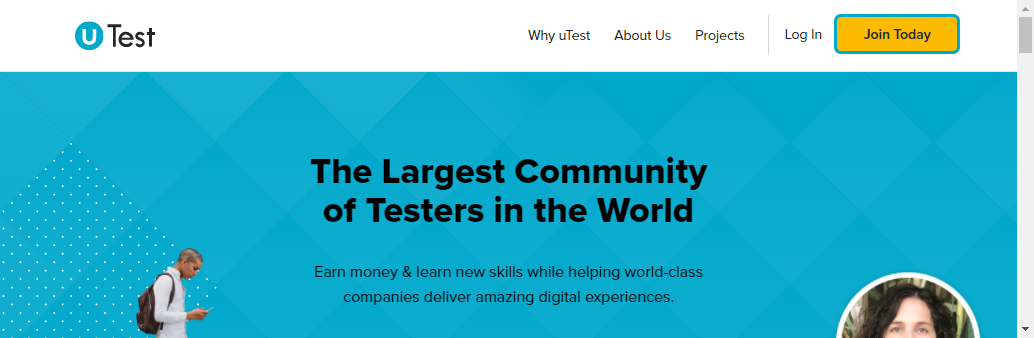 uTest
Why uTest
About Us
Projects
Log In
Join Today
The Largest Community
of Testers in the World
Earn money & learn new skills while helping world-class
companies deliver amazing digital experiences.